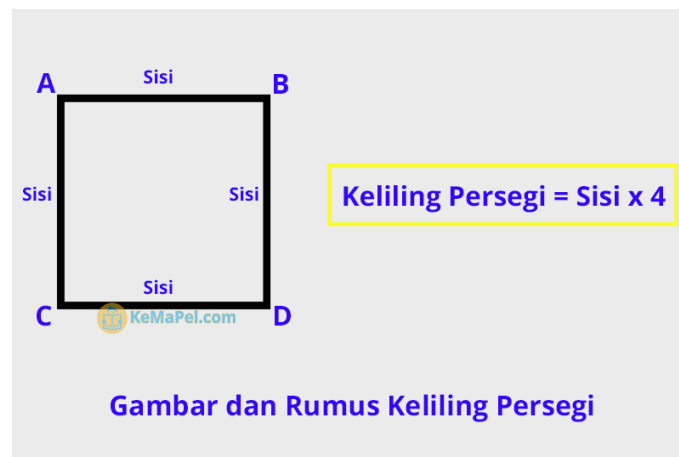 A
Sisi
B
Sisi
Sisi
Keliling Persegi = Sisi x 4
Sisi
C
KeMaPel.com
D
Gambar dan Rumus Keliling Persegi